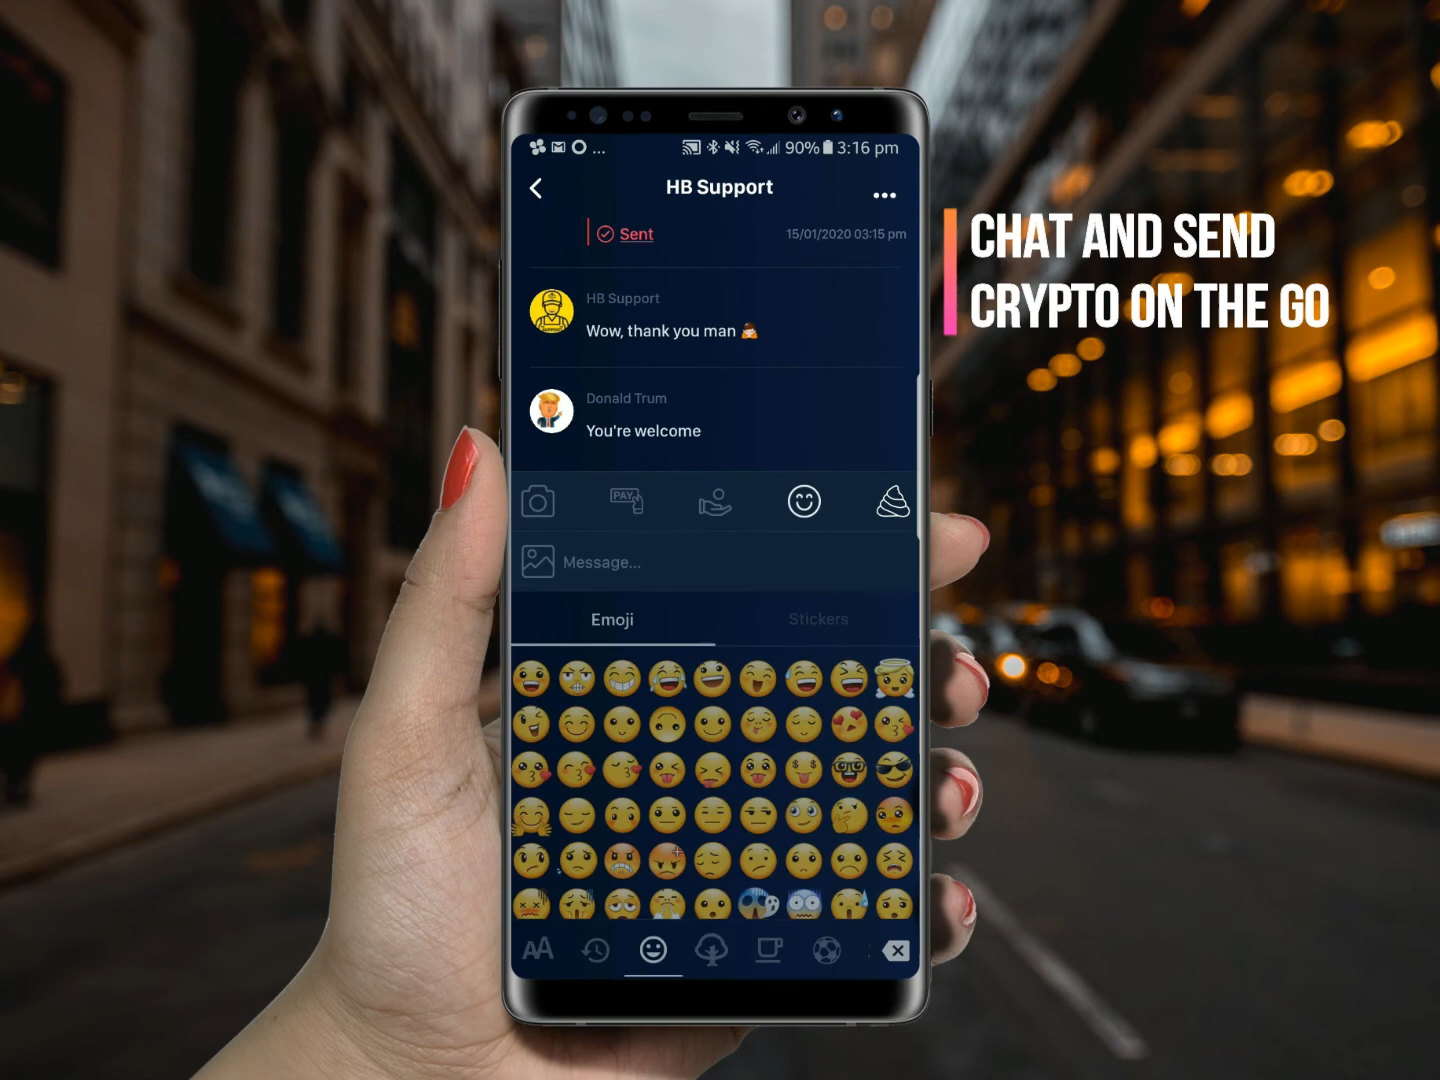 90% 3:16 pm
HB Support
Sent 15/01/2020 03:15 pm
HB Support
Wow, thank you man
Donald Trum
You're welcome
PAY
Message...
Emoji Stickers
AA
CHAT AND SEND
CRYPTO ON THE GO